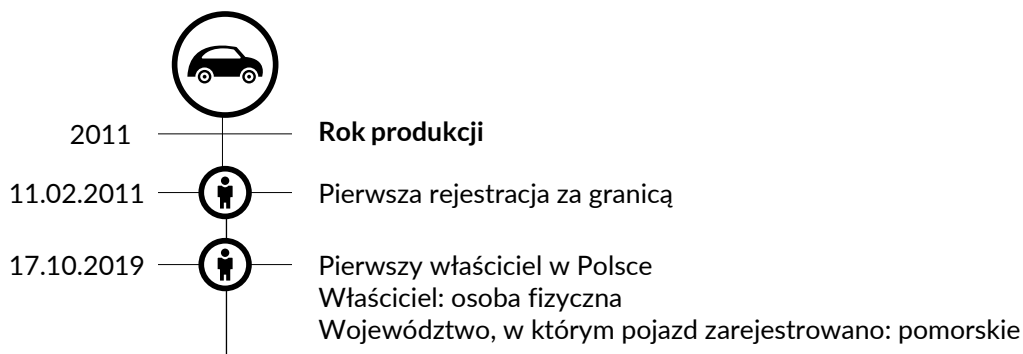 2011 Rok produkcji
11.02.2011 Pierwsza rejestracja za granicą
17.10.2019 Pierwszy właściciel w Polsce
Właściciel: osoba fizyczna
Województwo, w którym pojazd zarejestrowano: pomorskie